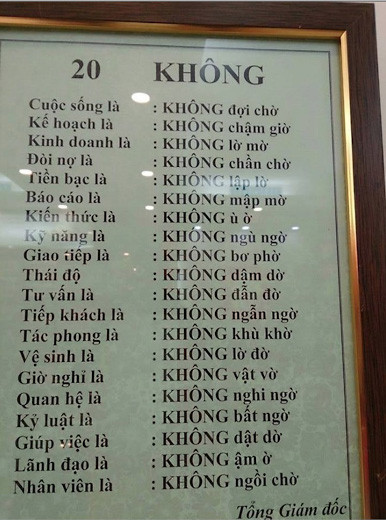 20 KHÔNG
Cuộc sống là : KHÔNG đợi chờ
Kế hoạch là : KHÔNG chậm giờ
Kinh doanh là : KHÔNG lờ mờ
Đòi nợ là : KHÔNG chần chờ
Tiền bạc là : KHÔNG lập lờ
Báo cáo là : KHÔNG mập mờ
Kiến thức là : KHÔNG ù ờ
Kỹ năng là : KHÔNG ngù ngờ
Giao tiếp là : KHÔNG bơ phờ
Thái độ : KHÔNG dậm dờ
Tư vấn là : KHÔNG đẫn đờ
Tiếp khách là : KHÔNG ngẫn ngờ
Tác phong là : KHÔNG khù khờ
Vệ sinh là : KHÔNG lờ đờ
Giờ nghỉ là : KHÔNG vật vờ
Quan hệ là : KHÔNG nghi ngờ
Kỷ luật là : KHÔNG bất ngờ
Giúp việc là : KHÔNG dật dờ
Lãnh đạo là : KHÔNG ậm ờ
Nhân viên là : KHÔNG ngồi chờ
Tổng Giám đốc